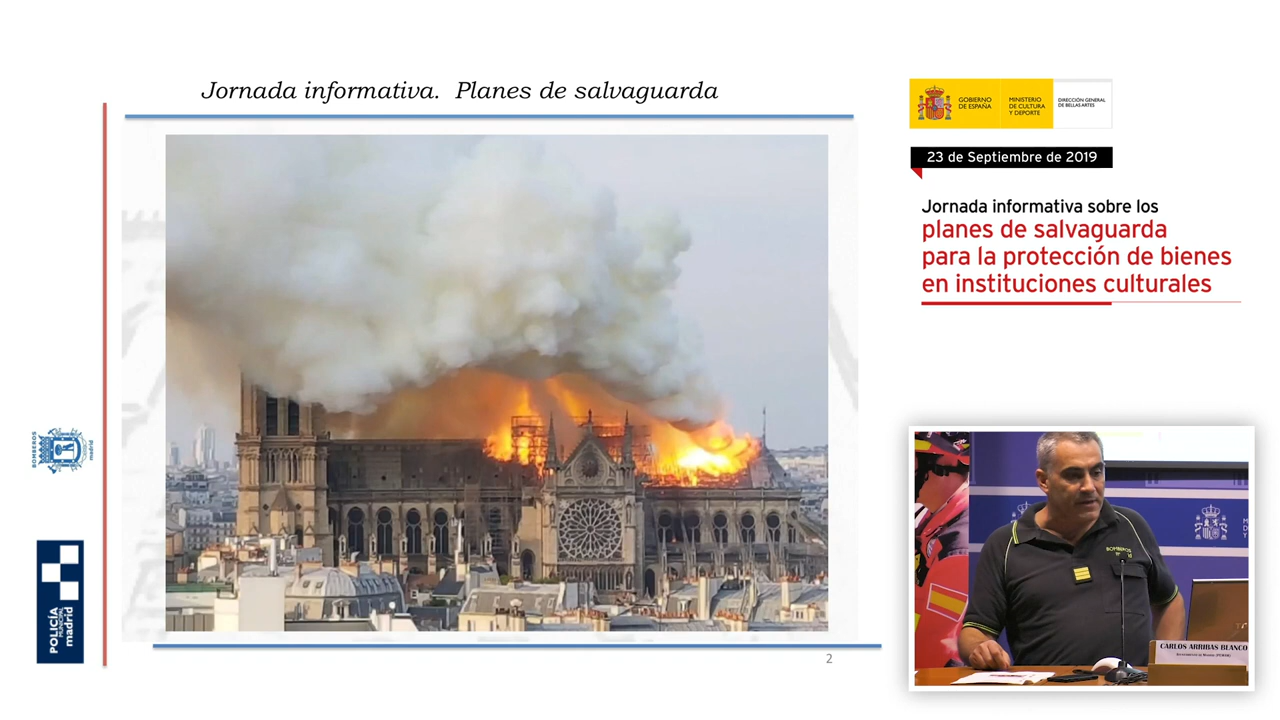 Jornada informativa. Planes de salvaguarda
GOBIERNO
DE ESPAÑA
MINISTERIO
DE CULTURA
Y DEPORTE
DIRECCIÓN GENERAL
DE BELLAS ARTES
23 de Septiembre de 2019
Jornada informativa sobre los
planes de salvaguarda
para la protección de bienes
en instituciones culturales
BOMBEROS
madrid
POLICÍA
MUNICIPAL
madrid
2
BOMBEROS
CARLOS ARRIBAS BLANCO